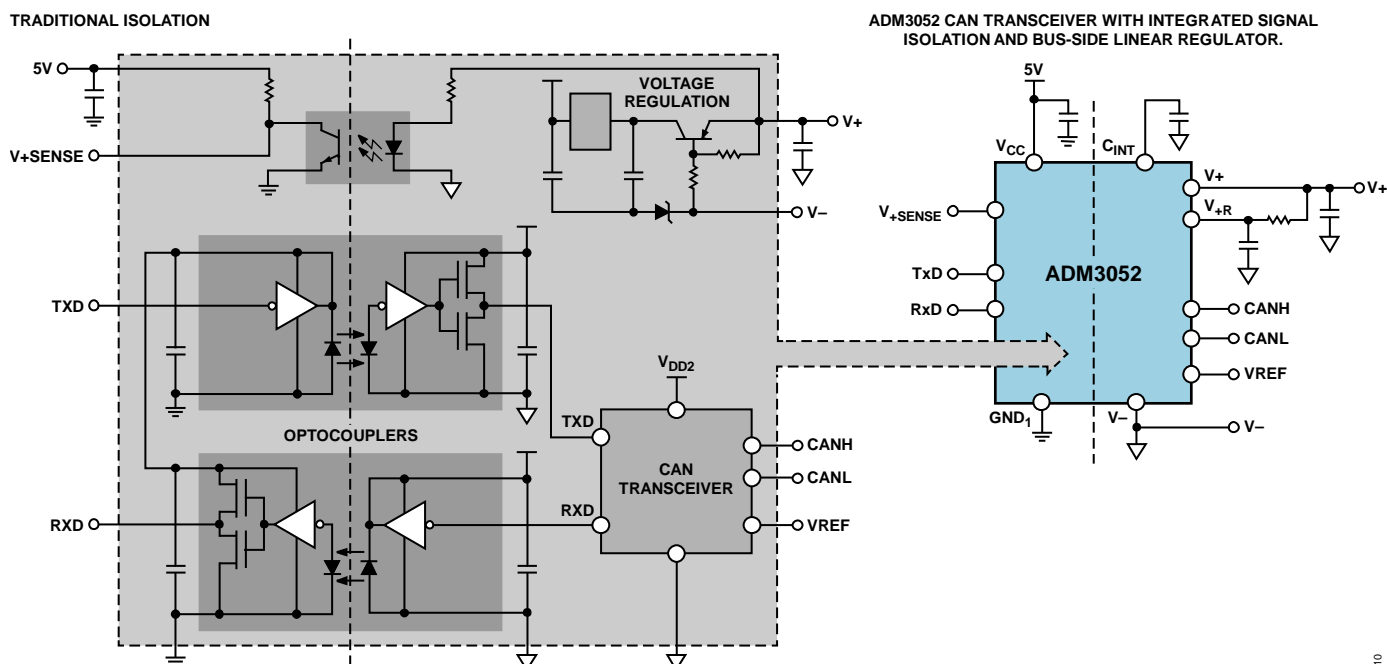 TRADITIONAL ISOLATION
5V
V+SENSE
VOLTAGE
REGULATION
V+
V–
TXD
OPTOCOUPLERS
RXD
VDD2
TXD
RXD
CAN
TRANSCEIVER
CANH
CANL
VREF
ADM3052 CAN TRANSCEIVER WITH INTEGRATED SIGNAL
ISOLATION AND BUS-SIDE LINEAR REGULATOR.
5V
VCC
CINT
V+
V+
V+R
V+SENSE
TxD
RxD
ADM3052
CANH
CANL
VREF
GND1
V–
V–
10